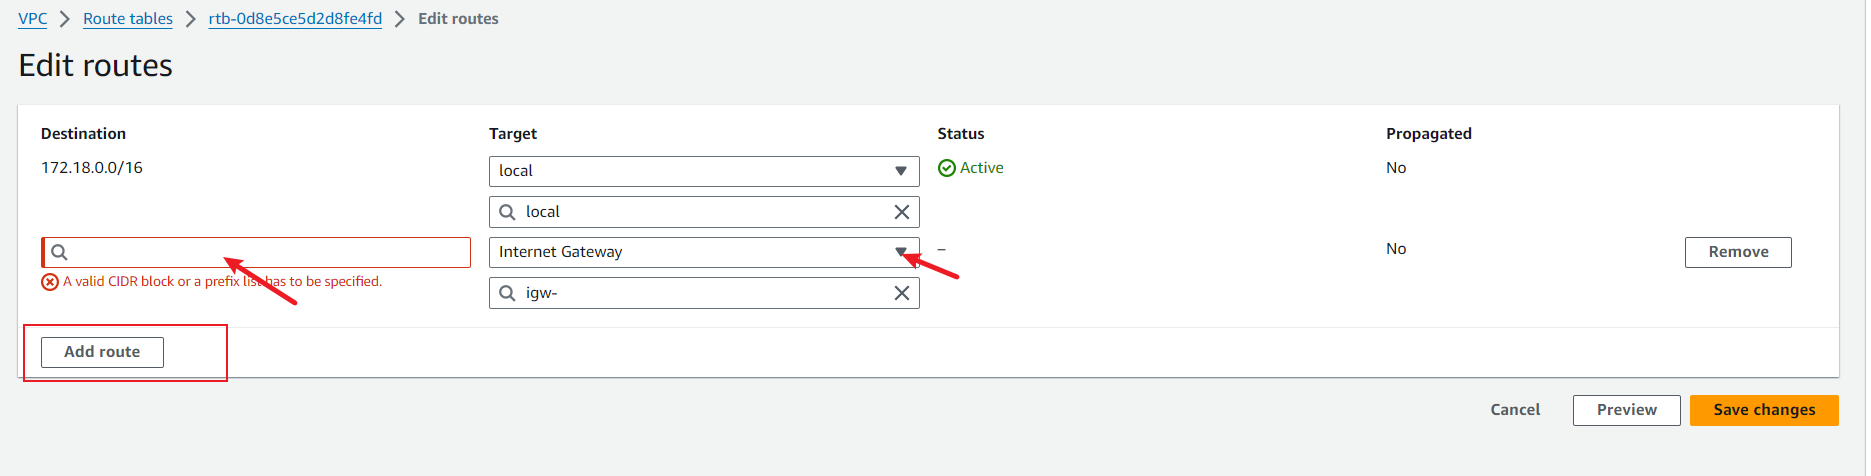 VPC > Route tables > rtb-0d8e5ce5d2d8fe4fd > Edit routes
Edit routes
Destination Target Status Propagated
172.18.0.0/16 local Active No
local
Internet Gateway – No Remove
A valid CIDR block or a prefix list has to be specified.
igw-
Add route
Cancel Preview Save changes